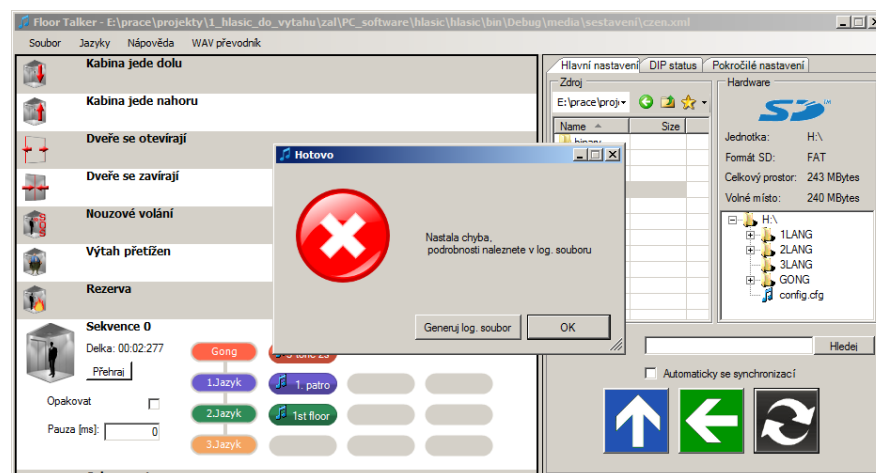 Floor Talker - E:\prace\projekty\1_hlasic_do_vytahu\zal\PC_software\hlasic\hlasic\bin\Debug\media\sestavení\czen.xml
Soubor Jazyky Nápověda WAV převodník
Kabina jede dolu
Kabina jede nahoru
Dveře se otevírají
Dveře se zavírají
Nouzové volání
SOS
Výtah přetížen
Rezerva
Sekvence 0
Delka: 00:02:277
Přehraj
Opakovat
Pauza [ms]: 0
Gong
1.Jazyk 1. patro
2.Jazyk 1st floor
3.Jazyk
Hotovo
Nastala chyba,
podrobnosti naleznete v log. souboru
Generuj log. soubor OK
Hlavní nastavení DIP status Pokročilé nastavení
Zdroj
E:\prace\proj
Name Size
Hardware
SD
Jednotka: H:\
Formát SD: FAT
Celkový prostor: 243 MBytes
Volné místo: 240 MBytes
H:\
1LANG
2LANG
3LANG
GONG
config.cfg
Hledej
Automaticky se synchronizací